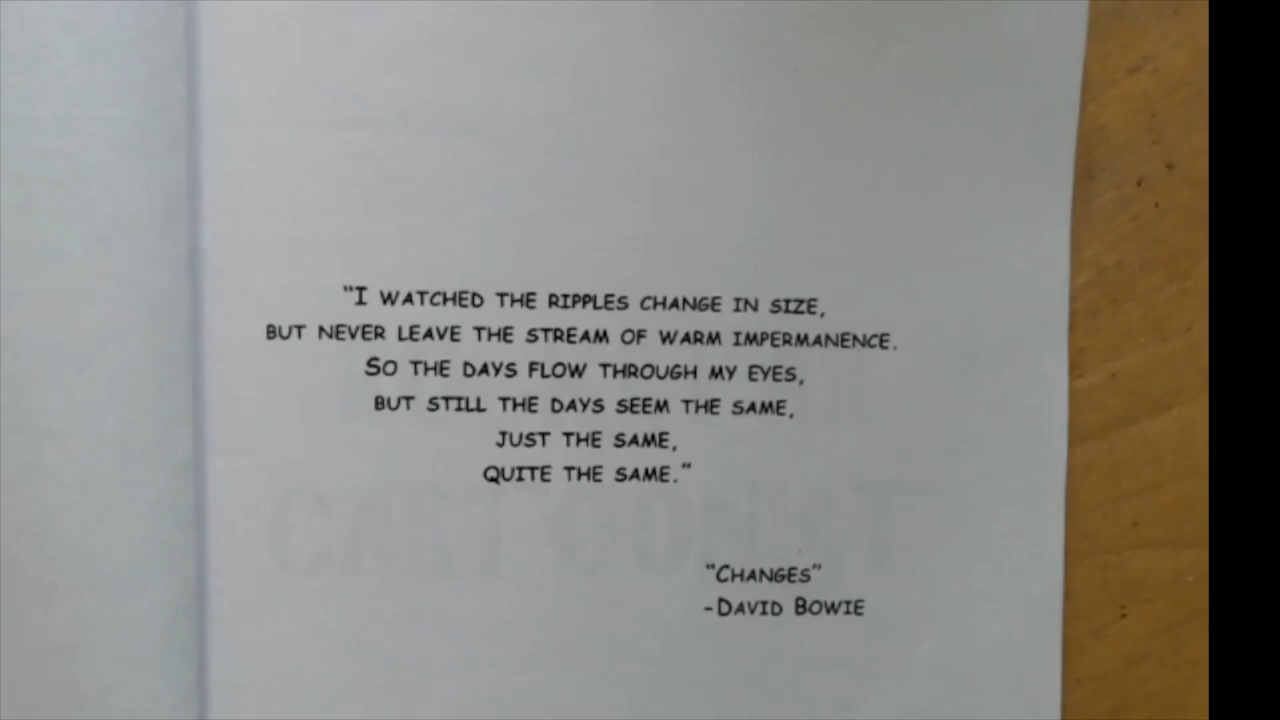 "I WATCHED THE RIPPLES CHANGE IN SIZE,
BUT NEVER LEAVE THE STREAM OF WARM IMPERMANENCE.
SO THE DAYS FLOW THROUGH MY EYES,
BUT STILL THE DAYS SEEM THE SAME,
JUST THE SAME,
QUITE THE SAME."
"CHANGES"
-DAVID BOWIE